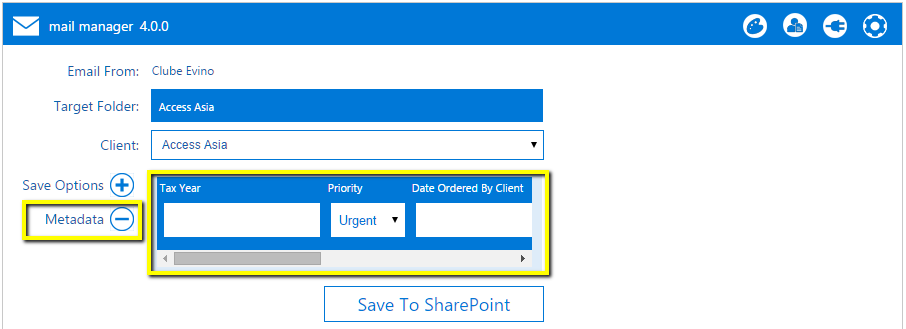 mail manager 4.0.0
Email From: Clube Evino
Target Folder: Access Asia
Client: Access Asia
Save Options
Metadata
Tax Year Priority Date Ordered By Client
Urgent
Save To SharePoint